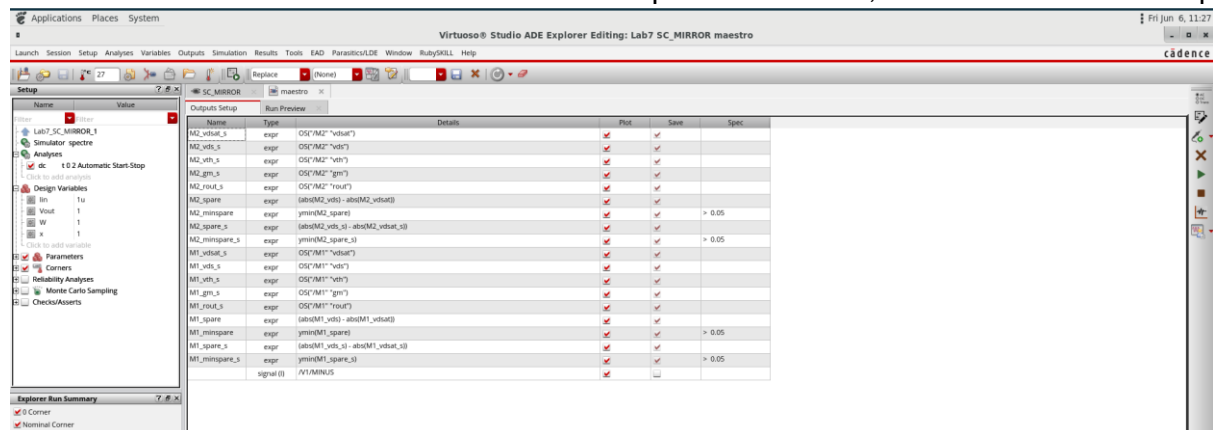 Applications Places System
Fri Jun 6, 11:27
Virtuoso® Studio ADE Explorer Editing: Lab7 SC_MIRROR maestro
Launch Session Setup Analyses Variables Outputs Simulation Results Tools EAD Parasitics/LDE Window RubySKILL Help
cādence
27 Replace (None)
Setup
SC_MIRROR maestro
Name Value
Outputs Setup Run Preview
Filter Filter
Name Type Details Plot Save Spec
Lab7_SC_MIRROR_1
Simulator spectre
Analyses
dc t 0 2 Automatic Start-Stop
Click to add analysis
Design Variables
Iin 1u
Vout 1
W 1
x 1
Click to add variable
Parameters
Corners
Reliability Analyses
Monte Carlo Sampling
Checks/Asserts
M2_vdsat_s expr OS("/M2" "vdsat")
M2_vds_s expr OS("/M2" "vds")
M2_vth_s expr OS("/M2" "vth")
M2_gm_s expr OS("/M2" "gm")
M2_rout_s expr OS("/M2" "rout")
M2_spare expr (abs(M2_vds) - abs(M2_vdsat))
M2_minspare expr ymin(M2_spare) > 0.05
M2_spare_s expr (abs(M2_vds_s) - abs(M2_vdsat_s))
M2_minspare_s expr ymin(M2_spare_s) > 0.05
M1_vdsat_s expr OS("/M1" "vdsat")
M1_vds_s expr OS("/M1" "vds")
M1_vth_s expr OS("/M1" "vth")
M1_gm_s expr OS("/M1" "gm")
M1_rout_s expr OS("/M1" "rout")
M1_spare expr (abs(M1_vds) - abs(M1_vdsat))
M1_minspare expr ymin(M1_spare) > 0.05
M1_spare_s expr (abs(M1_vds_s) - abs(M1_vdsat_s))
M1_minspare_s expr ymin(M1_spare_s) > 0.05
signal (I) /V1/MINUS
Explorer Run Summary
0 Corner
Nominal Corner